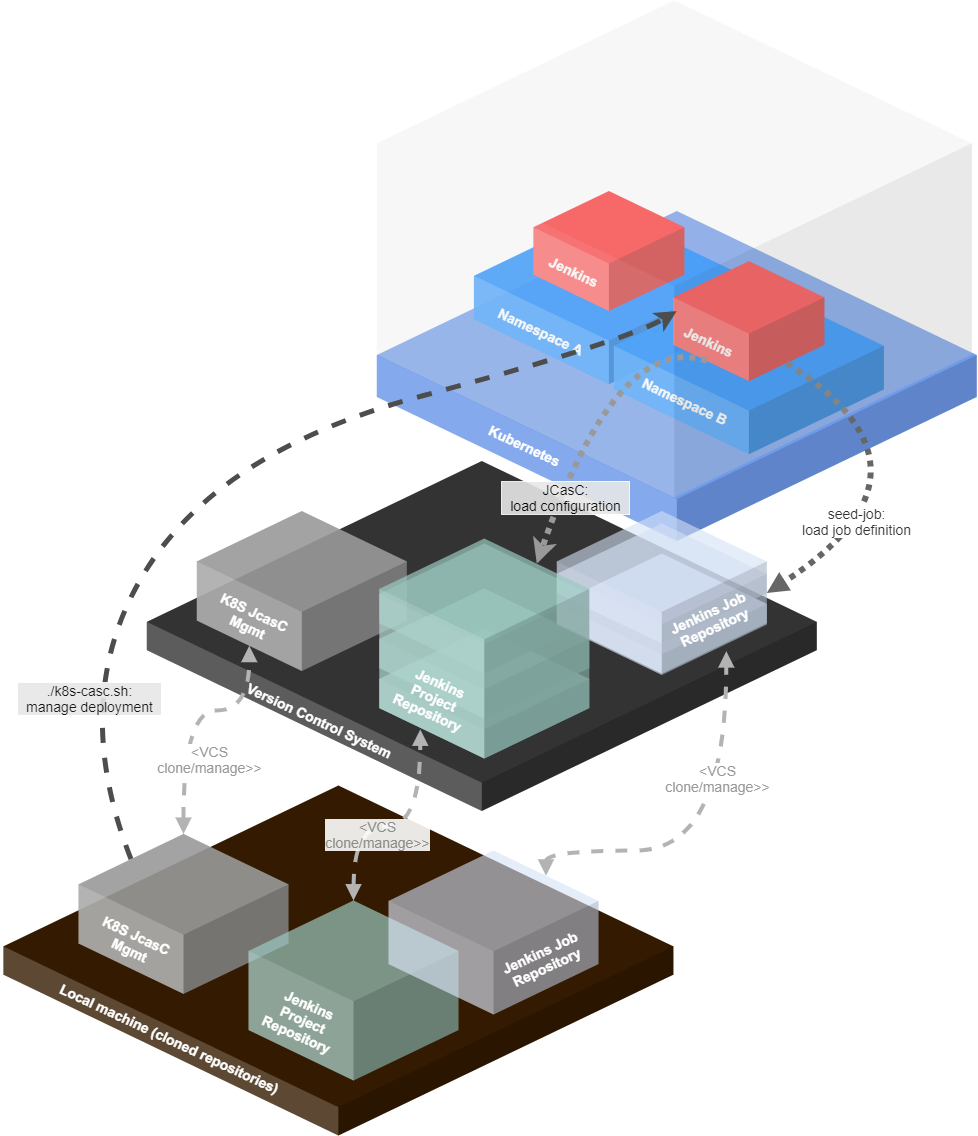 Jenkins
Namespace A
Jenkins
Namespace B
Kubernetes
JCasC:
load configuration
seed-job:
load job definition
K8S JcasC
Mgmt
Jenkins Job
Repository
Jenkins
Project
Repository
Version Control System
./k8s-casc.sh:
manage deployment
<VCS
clone/manage>>
<VCS
clone/manage>>
<VCS
clone/manage>>
K8S JcasC
Mgmt
Jenkins Job
Repository
Jenkins
Project
Repository
Local machine (cloned repositories)